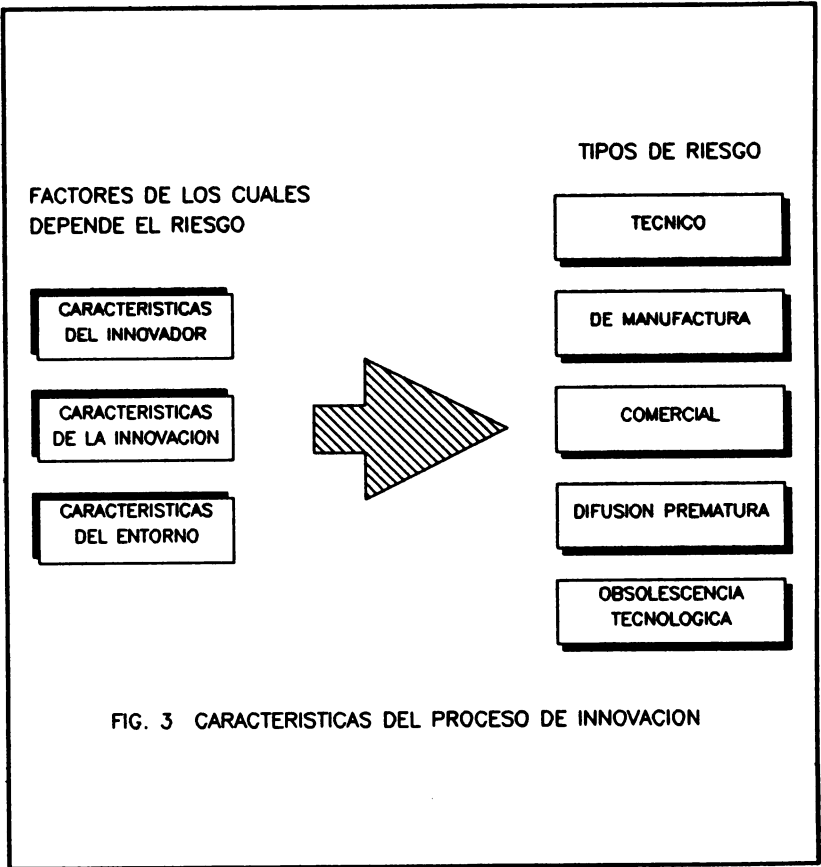 FACTORES DE LOS CUALES
DEPENDE EL RIESGO
CARACTERISTICAS
DEL INNOVADOR
CARACTERISTICAS
DE LA INNOVACION
CARACTERISTICAS
DEL ENTORNO
TIPOS DE RIESGO
TECNICO
DE MANUFACTURA
COMERCIAL
DIFUSION PREMATURA
OBSOLESCENCIA
TECNOLOGICA
FIG. 3 CARACTERISTICAS DEL PROCESO DE INNOVACION